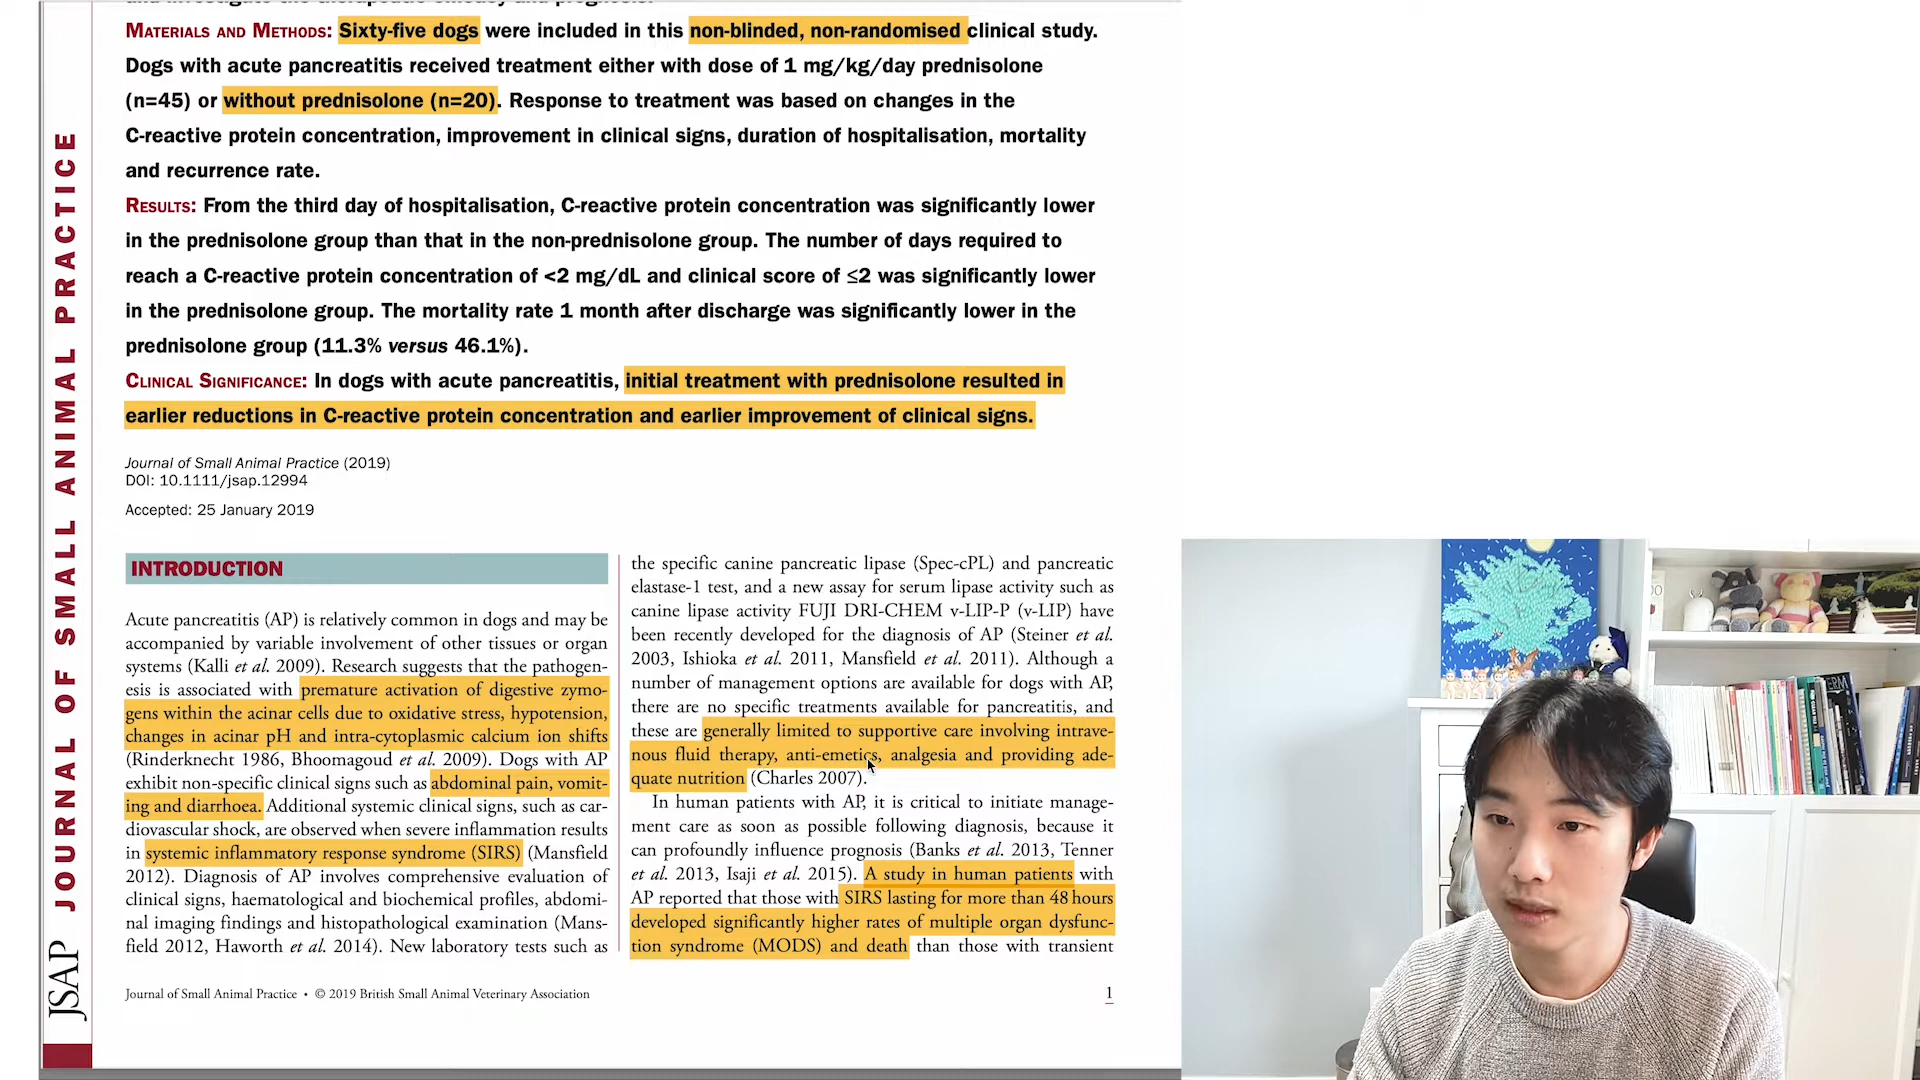 MATERIALS AND METHODS: Sixty-five dogs were included in this non-blinded, non-randomised clinical study.
Dogs with acute pancreatitis received treatment either with dose of 1 mg/kg/day prednisolone
(n=45) or without prednisolone (n=20). Response to treatment was based on changes in the
C-reactive protein concentration, improvement in clinical signs, duration of hospitalisation, mortality
and recurrence rate.
RESULTS: From the third day of hospitalisation, C-reactive protein concentration was significantly lower
in the prednisolone group than that in the non-prednisolone group. The number of days required to
reach a C-reactive protein concentration of <2 mg/dL and clinical score of ≤2 was significantly lower
in the prednisolone group. The mortality rate 1 month after discharge was significantly lower in the
prednisolone group (11.3% versus 46.1%).
CLINICAL SIGNIFICANCE: In dogs with acute pancreatitis, initial treatment with prednisolone resulted in
earlier reductions in C-reactive protein concentration and earlier improvement of clinical signs.
Journal of Small Animal Practice (2019)
DOI: 10.1111/jsap.12994
Accepted: 25 January 2019
INTRODUCTION
Acute pancreatitis (AP) is relatively common in dogs and may be
accompanied by variable involvement of other tissues or organ
systems (Kalli et al. 2009). Research suggests that the pathogen-
esis is associated with premature activation of digestive zymo-
gens within the acinar cells due to oxidative stress, hypotension,
changes in acinar pH and intra-cytoplasmic calcium ion shifts
(Rinderknecht 1986, Bhoomagoud et al. 2009). Dogs with AP
exhibit non-specific clinical signs such as abdominal pain, vomit-
ing and diarrhoea. Additional systemic clinical signs, such as car-
diovascular shock, are observed when severe inflammation results
in systemic inflammatory response syndrome (SIRS) (Mansfield
2012). Diagnosis of AP involves comprehensive evaluation of
clinical signs, haematological and biochemical profiles, abdomi-
nal imaging findings and histopathological examination (Mans-
field 2012, Haworth et al. 2014). New laboratory tests such as
the specific canine pancreatic lipase (Spec-cPL) and pancreatic
elastase-1 test, and a new assay for serum lipase activity such as
canine lipase activity FUJI DRI-CHEM v-LIP-P (v-LIP) have
been recently developed for the diagnosis of AP (Steiner et al.
2003, Ishioka et al. 2011, Mansfield et al. 2011). Although a
number of management options are available for dogs with AP,
there are no specific treatments available for pancreatitis, and
these are generally limited to supportive care involving intrave-
nous fluid therapy, anti-emetics, analgesia and providing ade-
quate nutrition (Charles 2007).
In human patients with AP, it is critical to initiate manage-
ment care as soon as possible following diagnosis, because it
can profoundly influence prognosis (Banks et al. 2013, Tenner
et al. 2013, Isaji et al. 2015). A study in human patients with
AP reported that those with SIRS lasting for more than 48 hours
developed significantly higher rates of multiple organ dysfunc-
tion syndrome (MODS) and death than those with transient
Journal of Small Animal Practice • © 2019 British Small Animal Veterinary Association
1
JOURNAL OF SMALL ANIMAL PRACTICE
JSAP